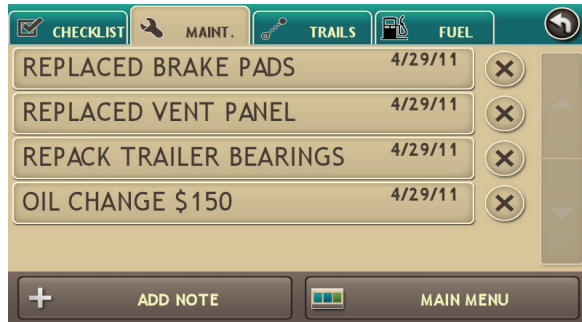 CHECKLIST MAINT. TRAILS FUEL
REPLACED BRAKE PADS 4/29/11
REPLACED VENT PANEL 4/29/11
REPACK TRAILER BEARINGS 4/29/11
OIL CHANGE $150 4/29/11
ADD NOTE MAIN MENU